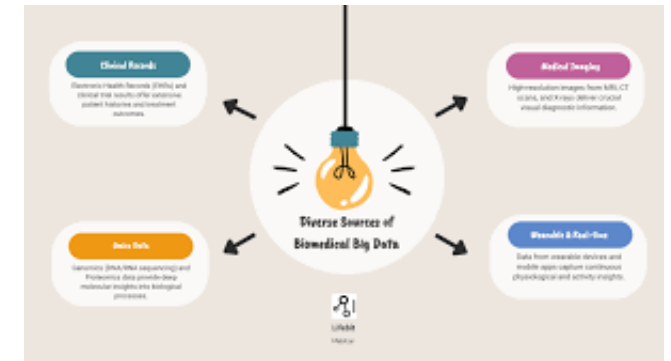 Clinical Records
Electronic Health Records (EHRs) and
clinical trial results offer extensive
patient histories and treatment
outcomes.
Medical Imaging
High-resolution images from MRI, CT
scans, and X-rays deliver crucial
visual diagnostic information.
Diverse Sources of
Biomedical Big Data
Omics Data
Genomics (DNA/RNA sequencing) and
Proteomics data provide deep
molecular insights into biological
processes.
Wearable & Real-Time
Data from wearable devices and
mobile apps capture continuous
physiological and activity insights.
Lifebit